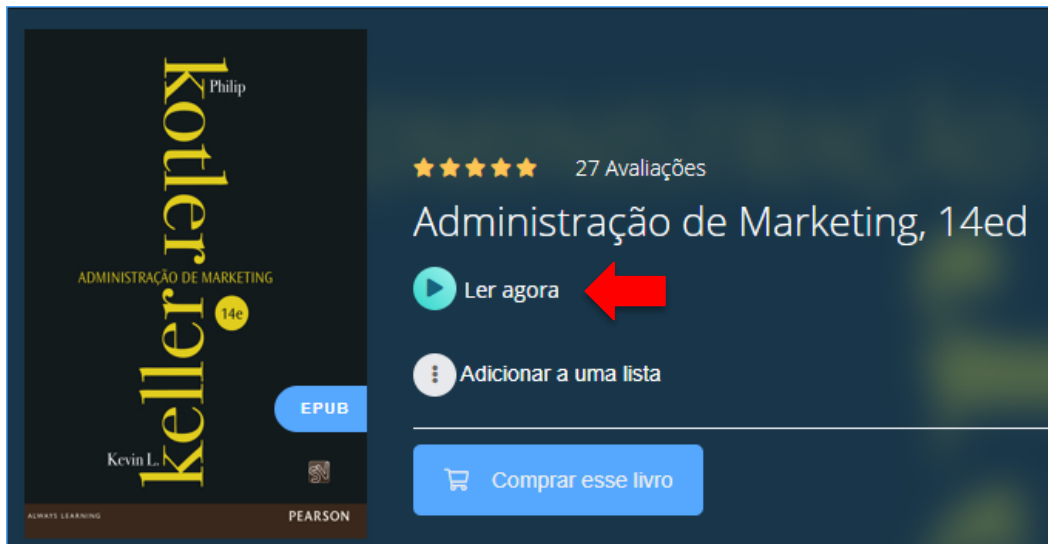 Philip
Kotler
Keller
ADMINISTRAÇÃO DE MARKETING
14e
Kevin L.
EPUB
ALWAYS LEARNING
PEARSON
27 Avaliações
Administração de Marketing, 14ed
Ler agora
Adicionar a uma lista
Comprar esse livro